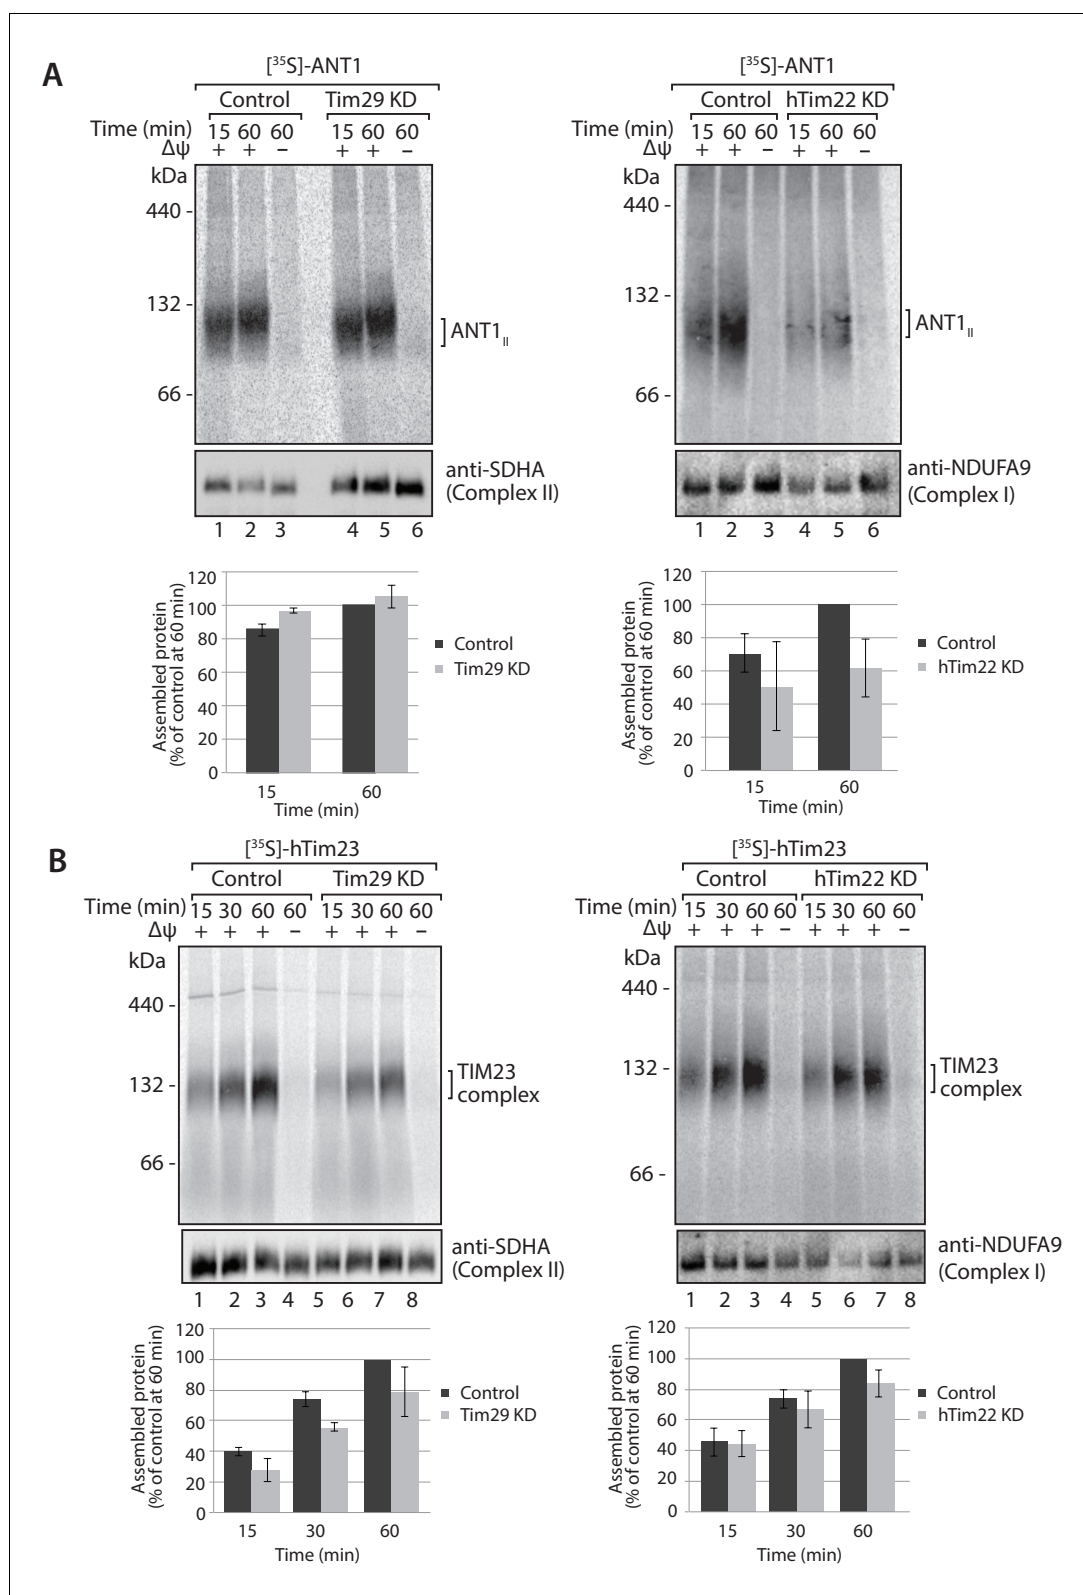 A
[³⁵S]-ANT1
Control Tim29 KD
Time (min) 15 60 60 15 60 60
Δψ + + – + + –
kDa
440 -
132 -
66 -
ANT1II
anti-SDHA
(Complex II)
1 2 3 4 5 6
Assembled protein
(% of control at 60 min)
120
100
80
60
40
20
0
15 60
Time (min)
Control
Tim29 KD
[³⁵S]-ANT1
Control hTim22 KD
Time (min) 15 60 60 15 60 60
Δψ + + – + + –
kDa
440 -
132 -
66 -
ANT1II
anti-NDUFA9
(Complex I)
1 2 3 4 5 6
Assembled protein
(% of control at 60 min)
120
100
80
60
40
20
0
15 60
Time (min)
Control
hTim22 KD
B
[³⁵S]-hTim23
Control Tim29 KD
Time (min) 15 30 60 60 15 30 60 60
Δψ + + + – + + + –
kDa
440 -
132 -
66 -
TIM23
complex
anti-SDHA
(Complex II)
1 2 3 4 5 6 7 8
Assembled protein
(% of control at 60 min)
120
100
80
60
40
20
0
15 30 60
Time (min)
Control
Tim29 KD
[³⁵S]-hTim23
Control hTim22 KD
Time (min) 15 30 60 60 15 30 60 60
Δψ + + + – + + + –
kDa
440 -
132 -
66 -
TIM23
complex
anti-NDUFA9
(Complex I)
1 2 3 4 5 6 7 8
Assembled protein
(% of control at 60 min)
120
100
80
60
40
20
0
15 30 60
Time (min)
Control
hTim22 KD